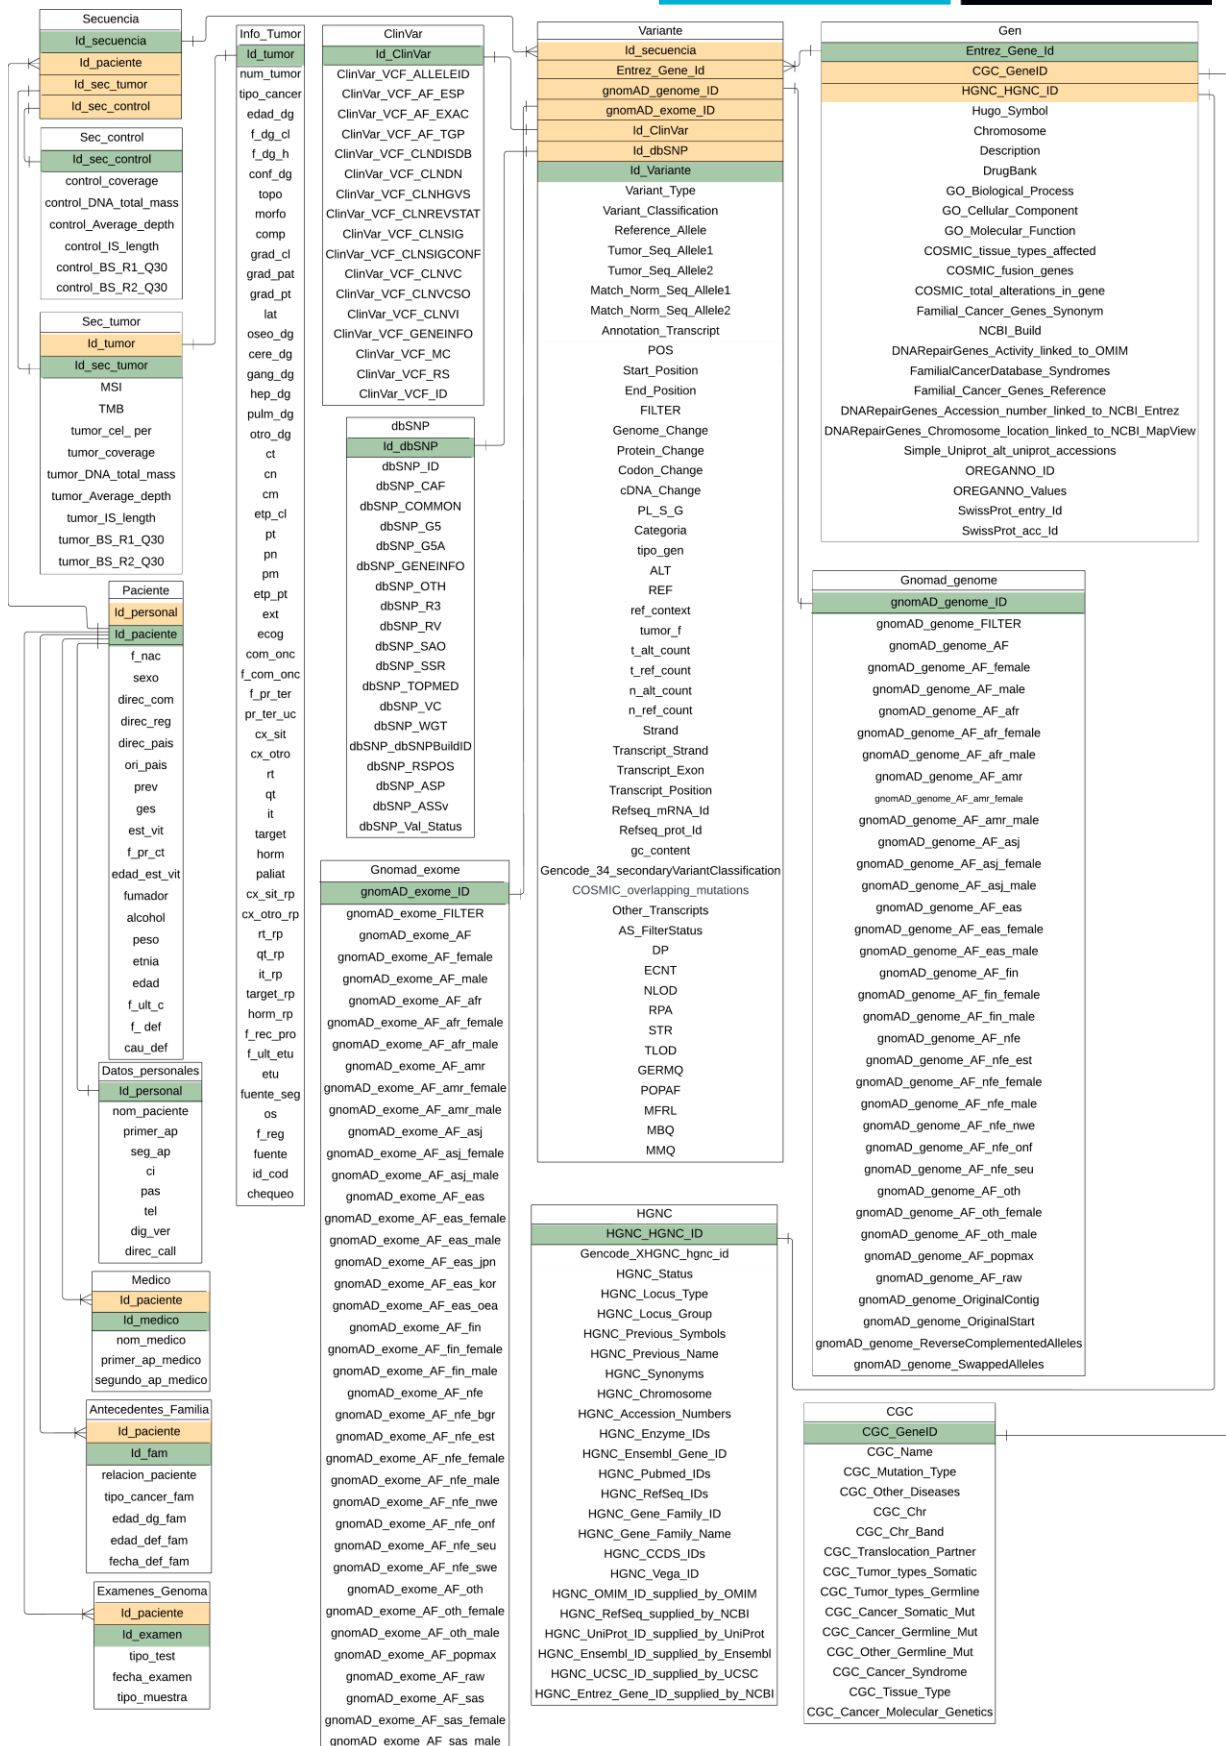 Secuencia
Id_secuencia
Id_paciente
Id_sec_tumor
Id_sec_control
Sec_control
Id_sec_control
control_coverage
control_DNA_total_mass
control_Average_depth
control_IS_length
control_BS_R1_Q30
control_BS_R2_Q30
Sec_tumor
Id_tumor
Id_sec_tumor
MSI
TMB
tumor_cel_ per
tumor_coverage
tumor_DNA_total_mass
tumor_Average_depth
tumor_IS_length
tumor_BS_R1_Q30
tumor_BS_R2_Q30
Paciente
Id_personal
Id_paciente
f_nac
sexo
direc_com
direc_reg
direc_pais
ori_pais
prev
ges
est_vit
f_pr_ct
edad_est_vit
fumador
alcohol
peso
etnia
edad
f_ult_c
f_ def
cau_def
Datos_personales
Id_personal
nom_paciente
primer_ap
seg_ap
ci
pas
tel
dig_ver
direc_call
Medico
Id_paciente
Id_medico
nom_medico
primer_ap_medico
segundo_ap_medico
Antecedentes_Familia
Id_paciente
Id_fam
relacion_paciente
tipo_cancer_fam
edad_dg_fam
edad_def_fam
fecha_def_fam
Examenes_Genoma
Id_paciente
Id_examen
tipo_test
fecha_examen
tipo_muestra
Info_Tumor
Id_tumor
num_tumor
tipo_cancer
edad_dg
f_dg_cl
f_dg_h
conf_dg
topo
morfo
comp
grad_cl
grad_pat
grad_pt
lat
oseo_dg
cere_dg
gang_dg
hep_dg
pulm_dg
otro_dg
ct
cn
cm
etp_cl
pt
pn
pm
etp_pt
ext
ecog
com_onc
f_com_onc
f_pr_ter
pr_ter_uc
cx_sit
cx_otro
rt
qt
it
target
horm
paliat
cx_sit_rp
cx_otro_rp
rt_rp
qt_rp
it_rp
target_rp
horm_rp
f_rec_pro
f_ult_etu
etu
fuente_seg
os
f_reg
fuente
id_cod
chequeo
ClinVar
Id_ClinVar
ClinVar_VCF_ALLELEID
ClinVar_VCF_AF_ESP
ClinVar_VCF_AF_EXAC
ClinVar_VCF_AF_TGP
ClinVar_VCF_CLNDISDB
ClinVar_VCF_CLNDN
ClinVar_VCF_CLNHGVS
ClinVar_VCF_CLNREVSTAT
ClinVar_VCF_CLNSIG
ClinVar_VCF_CLNSIGCONF
ClinVar_VCF_CLNVC
ClinVar_VCF_CLNVCSO
ClinVar_VCF_CLNVI
ClinVar_VCF_GENEINFO
ClinVar_VCF_MC
ClinVar_VCF_RS
ClinVar_VCF_ID
dbSNP
Id_dbSNP
dbSNP_ID
dbSNP_CAF
dbSNP_COMMON
dbSNP_G5
dbSNP_G5A
dbSNP_GENEINFO
dbSNP_OTH
dbSNP_R3
dbSNP_RV
dbSNP_SAO
dbSNP_SSR
dbSNP_TOPMED
dbSNP_VC
dbSNP_WGT
dbSNP_dbSNPBuildID
dbSNP_RSPOS
dbSNP_ASP
dbSNP_ASSv
dbSNP_Val_Status
Gnomad_exome
gnomAD_exome_ID
gnomAD_exome_FILTER
gnomAD_exome_AF
gnomAD_exome_AF_female
gnomAD_exome_AF_male
gnomAD_exome_AF_afr
gnomAD_exome_AF_afr_female
gnomAD_exome_AF_afr_male
gnomAD_exome_AF_amr
gnomAD_exome_AF_amr_female
gnomAD_exome_AF_amr_male
gnomAD_exome_AF_asj
gnomAD_exome_AF_asj_female
gnomAD_exome_AF_asj_male
gnomAD_exome_AF_eas
gnomAD_exome_AF_eas_female
gnomAD_exome_AF_eas_male
gnomAD_exome_AF_eas_jpn
gnomAD_exome_AF_eas_kor
gnomAD_exome_AF_eas_oea
gnomAD_exome_AF_fin
gnomAD_exome_AF_fin_female
gnomAD_exome_AF_fin_male
gnomAD_exome_AF_nfe
gnomAD_exome_AF_nfe_bgr
gnomAD_exome_AF_nfe_est
gnomAD_exome_AF_nfe_female
gnomAD_exome_AF_nfe_male
gnomAD_exome_AF_nfe_nwe
gnomAD_exome_AF_nfe_onf
gnomAD_exome_AF_nfe_seu
gnomAD_exome_AF_nfe_swe
gnomAD_exome_AF_oth
gnomAD_exome_AF_oth_female
gnomAD_exome_AF_oth_male
gnomAD_exome_AF_popmax
gnomAD_exome_AF_raw
gnomAD_exome_AF_sas
gnomAD_exome_AF_sas_female
gnomAD_exome_AF_sas_male
Variante
Id_secuencia
Entrez_Gene_Id
gnomAD_genome_ID
gnomAD_exome_ID
Id_ClinVar
Id_dbSNP
Id_Variante
Variant_Type
Variant_Classification
Reference_Allele
Tumor_Seq_Allele1
Tumor_Seq_Allele2
Match_Norm_Seq_Allele1
Match_Norm_Seq_Allele2
Annotation_Transcript
POS
Start_Position
End_Position
FILTER
Genome_Change
Protein_Change
Codon_Change
cDNA_Change
PL_S_G
Categoria
tipo_gen
ALT
REF
ref_context
tumor_f
t_alt_count
t_ref_count
n_alt_count
n_ref_count
Strand
Transcript_Strand
Transcript_Exon
Transcript_Position
Refseq_mRNA_Id
Refseq_prot_Id
gc_content
Gencode_34_secondaryVariantClassification
COSMIC_overlapping_mutations
Other_Transcripts
AS_FilterStatus
DP
ECNT
NLOD
RPA
STR
TLOD
GERMQ
POPAF
MFRL
MBQ
MMQ
HGNC
HGNC_HGNC_ID
Gencode_XHGNC_hgnc_id
HGNC_Status
HGNC_Locus_Type
HGNC_Locus_Group
HGNC_Previous_Symbols
HGNC_Previous_Name
HGNC_Synonyms
HGNC_Chromosome
HGNC_Accession_Numbers
HGNC_Enzyme_IDs
HGNC_Ensembl_Gene_ID
HGNC_Pubmed_IDs
HGNC_RefSeq_IDs
HGNC_Gene_Family_ID
HGNC_Gene_Family_Name
HGNC_CCDS_IDs
HGNC_Vega_ID
HGNC_OMIM_ID_supplied_by_OMIM
HGNC_RefSeq_supplied_by_NCBI
HGNC_UniProt_ID_supplied_by_UniProt
HGNC_Ensembl_ID_supplied_by_Ensembl
HGNC_UCSC_ID_supplied_by_UCSC
HGNC_Entrez_Gene_ID_supplied_by_NCBI
Gen
Entrez_Gene_Id
CGC_GeneID
HGNC_HGNC_ID
Hugo_Symbol
Chromosome
Description
DrugBank
GO_Biological_Process
GO_Cellular_Component
GO_Molecular_Function
COSMIC_tissue_types_affected
COSMIC_fusion_genes
COSMIC_total_alterations_in_gene
Familial_Cancer_Genes_Synonym
NCBI_Build
DNARepairGenes_Activity_linked_to_OMIM
FamilialCancerDatabase_Syndromes
Familial_Cancer_Genes_Reference
DNARepairGenes_Accession_number_linked_to_NCBI_Entrez
DNARepairGenes_Chromosome_location_linked_to_NCBI_MapView
Simple_Uniprot_alt_uniprot_accessions
OREGANNO_ID
OREGANNO_Values
SwissProt_entry_Id
SwissProt_acc_Id
Gnomad_genome
gnomAD_genome_ID
gnomAD_genome_FILTER
gnomAD_genome_AF
gnomAD_genome_AF_female
gnomAD_genome_AF_male
gnomAD_genome_AF_afr
gnomAD_genome_AF_afr_female
gnomAD_genome_AF_afr_male
gnomAD_genome_AF_amr
gnomAD_genome_AF_amr_female
gnomAD_genome_AF_amr_male
gnomAD_genome_AF_asj
gnomAD_genome_AF_asj_female
gnomAD_genome_AF_asj_male
gnomAD_genome_AF_eas
gnomAD_genome_AF_eas_female
gnomAD_genome_AF_eas_male
gnomAD_genome_AF_fin
gnomAD_genome_AF_fin_female
gnomAD_genome_AF_fin_male
gnomAD_genome_AF_nfe
gnomAD_genome_AF_nfe_est
gnomAD_genome_AF_nfe_female
gnomAD_genome_AF_nfe_male
gnomAD_genome_AF_nfe_nwe
gnomAD_genome_AF_nfe_onf
gnomAD_genome_AF_nfe_seu
gnomAD_genome_AF_oth
gnomAD_genome_AF_oth_female
gnomAD_genome_AF_oth_male
gnomAD_genome_AF_popmax
gnomAD_genome_AF_raw
gnomAD_genome_OriginalContig
gnomAD_genome_OriginalStart
gnomAD_genome_ReverseComplementedAlleles
gnomAD_genome_SwappedAlleles
CGC
CGC_GeneID
CGC_Name
CGC_Mutation_Type
CGC_Other_Diseases
CGC_Chr
CGC_Chr_Band
CGC_Translocation_Partner
CGC_Tumor_types_Somatic
CGC_Tumor_types_Germline
CGC_Cancer_Somatic_Mut
CGC_Cancer_Germline_Mut
CGC_Other_Germline_Mut
CGC_Cancer_Syndrome
CGC_Tissue_Type
CGC_Cancer_Molecular_Genetics